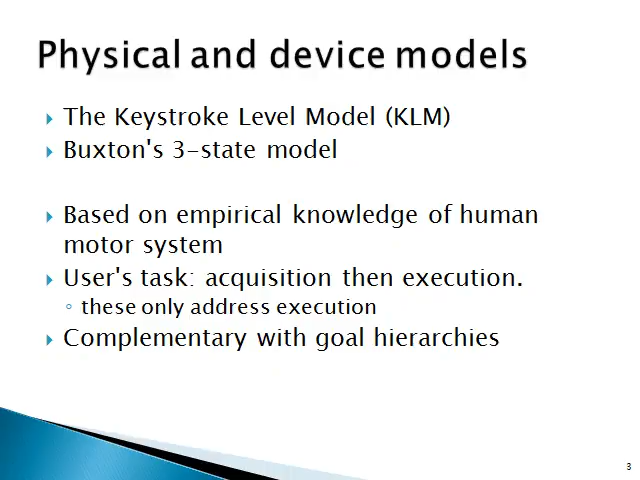 Physical and device models
The Keystroke Level Model (KLM)
Buxton's 3-state model
Based on empirical knowledge of human
motor system
User's task: acquisition then execution.
these only address execution
Complementary with goal hierarchies
3